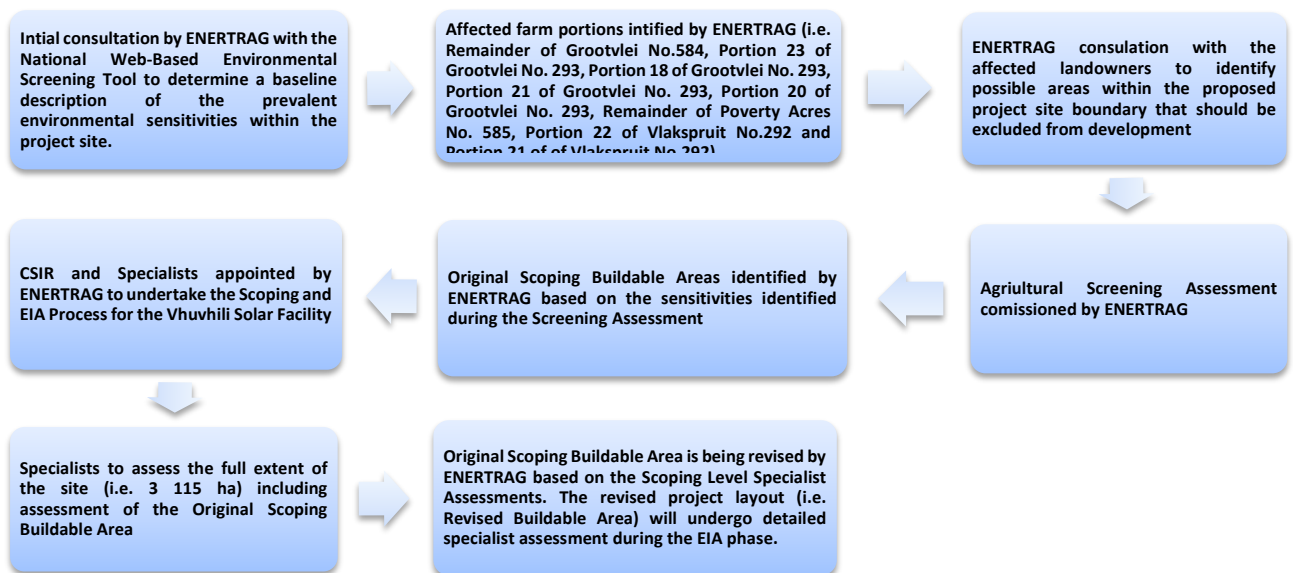 Intial consultation by ENERTRAG with the
National Web-Based Environmental
Screening Tool to determine a baseline
description of the prevalent
environmental sensitivities within the
project site.
Affected farm portions intified by ENERTRAG (i.e.
Remainder of Grootvlei No.584, Portion 23 of
Grootvlei No. 293, Portion 18 of Grootvlei No. 293,
Portion 21 of Grootvlei No. 293, Portion 20 of
Grootvlei No. 293, Remainder of Poverty Acres
No. 585, Portion 22 of Vlakspruit No.292 and
Portion 21 of of Vlakspruit No.292)
ENERTRAG consulation with the
affected landowners to identify
possible areas within the proposed
project site boundary that should be
excluded from development
Agriultural Screening Assessment
comissioned by ENERTRAG
Original Scoping Buildable Areas identified by
ENERTRAG based on the sensitivities identified
during the Screening Assessment
CSIR and Specialists appointed by
ENERTRAG to undertake the Scoping and
EIA Process for the Vhuvhili Solar Facility
Specialists to assess the full extent of
the site (i.e. 3 115 ha) including
assessment of the Original Scoping
Buildable Area
Original Scoping Buildable Area is being revised by
ENERTRAG based on the Scoping Level Specialist
Assessments. The revised project layout (i.e.
Revised Buildable Area) will undergo detailed
specialist assessment during the EIA phase.